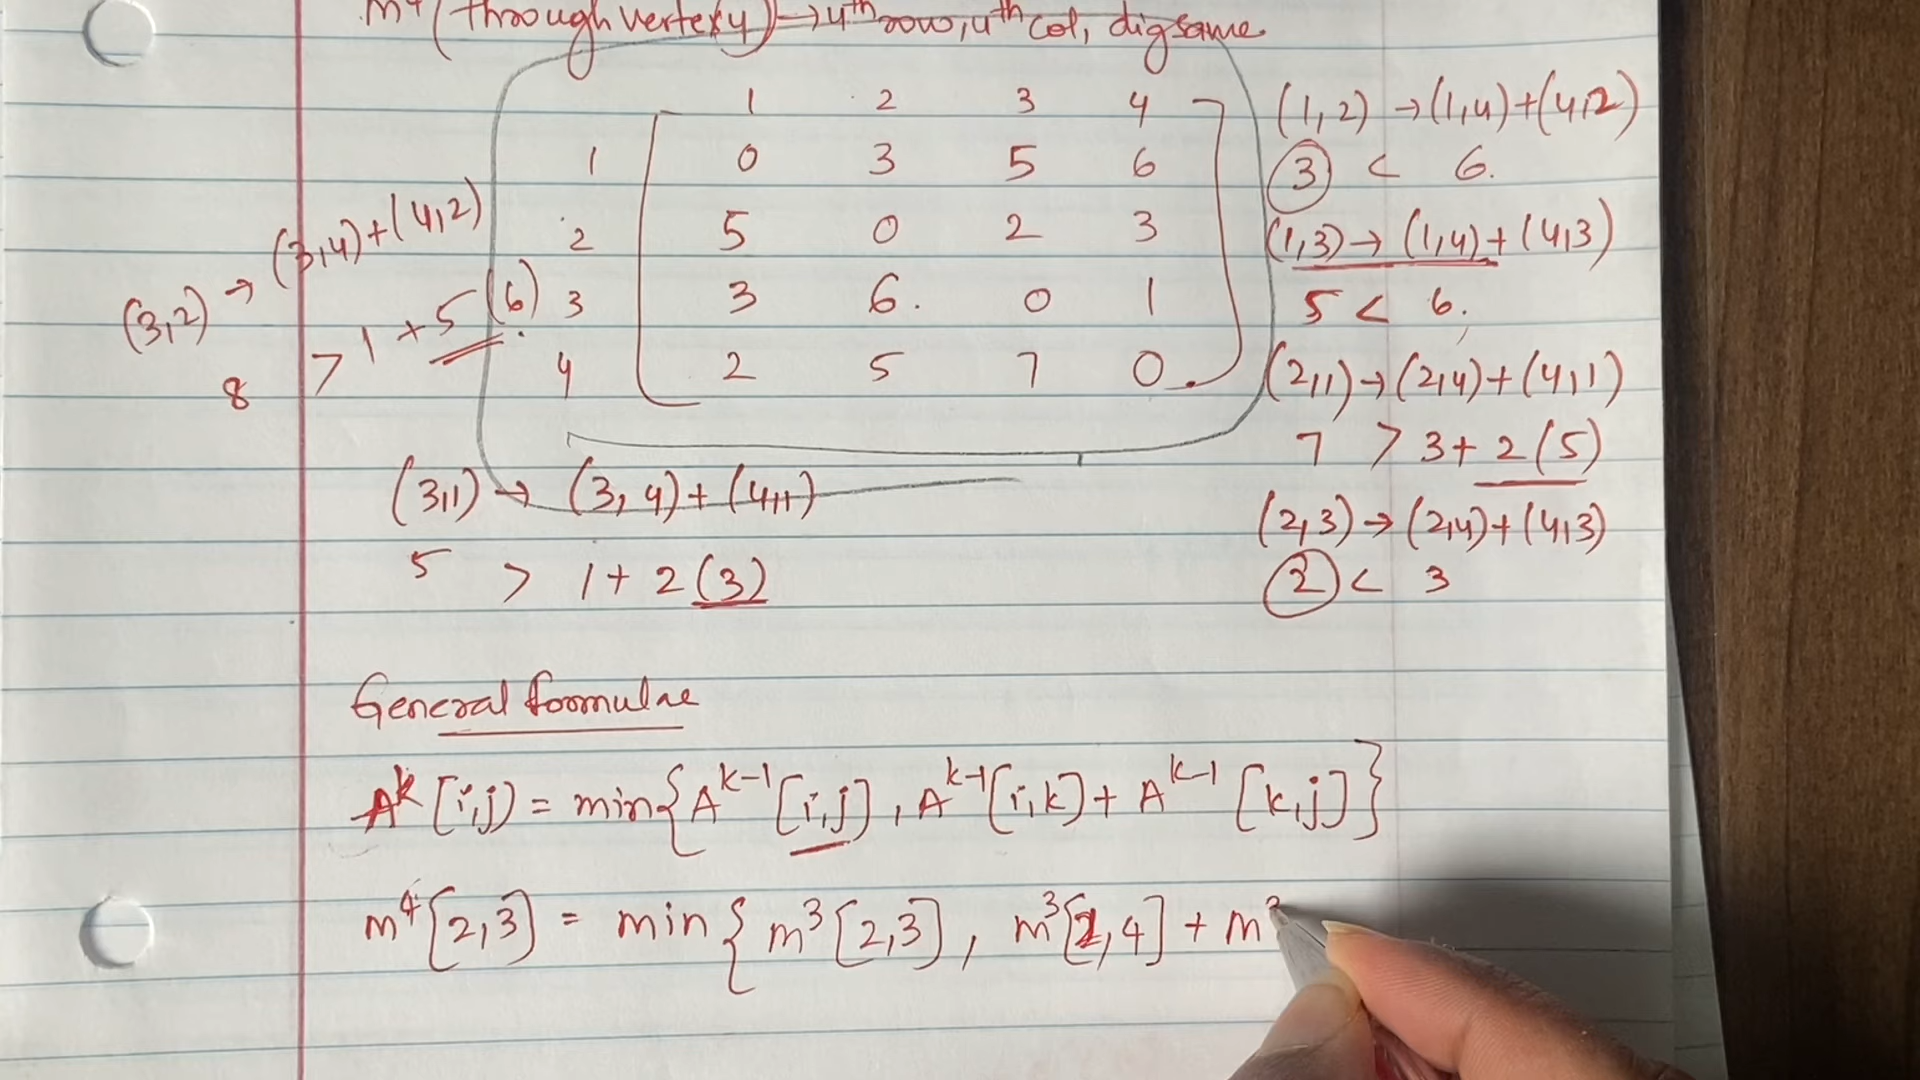 m⁴ (through vertex 4) → 4th row, 4th col, dig same
1 2 3 4
1 0 3 5 6
2 5 0 2 3
3 3 6. 0 1
4 2 5 7 0.
(3,2) → (3,4)+(4,2)
8 > 1+5(6)
(3,1) → (3,4)+(4,1)
5 > 1+2(3)
(1,2) → (1,4)+(4,2)
3 < 6.
(1,3) → (1,4)+(4,3)
5 < 6.
(2,1) → (2,4)+(4,1)
7 > 3+2(5)
(2,3) → (2,4)+(4,3)
2 < 3
General formulae
Aᵏ[i,j) = min{Aᵏ⁻¹[i,j], Aᵏ⁻¹[i,k]+Aᵏ⁻¹[k,j]}
m⁴[2,3] = min{m³[2,3], m³[2,4]+m³